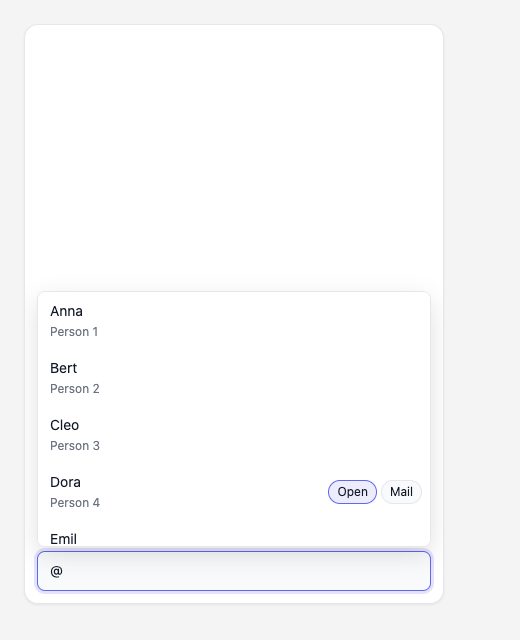 Anna
Person 1
Bert
Person 2
Cleo
Person 3
Dora
Person 4
Open Mail
Emil
@